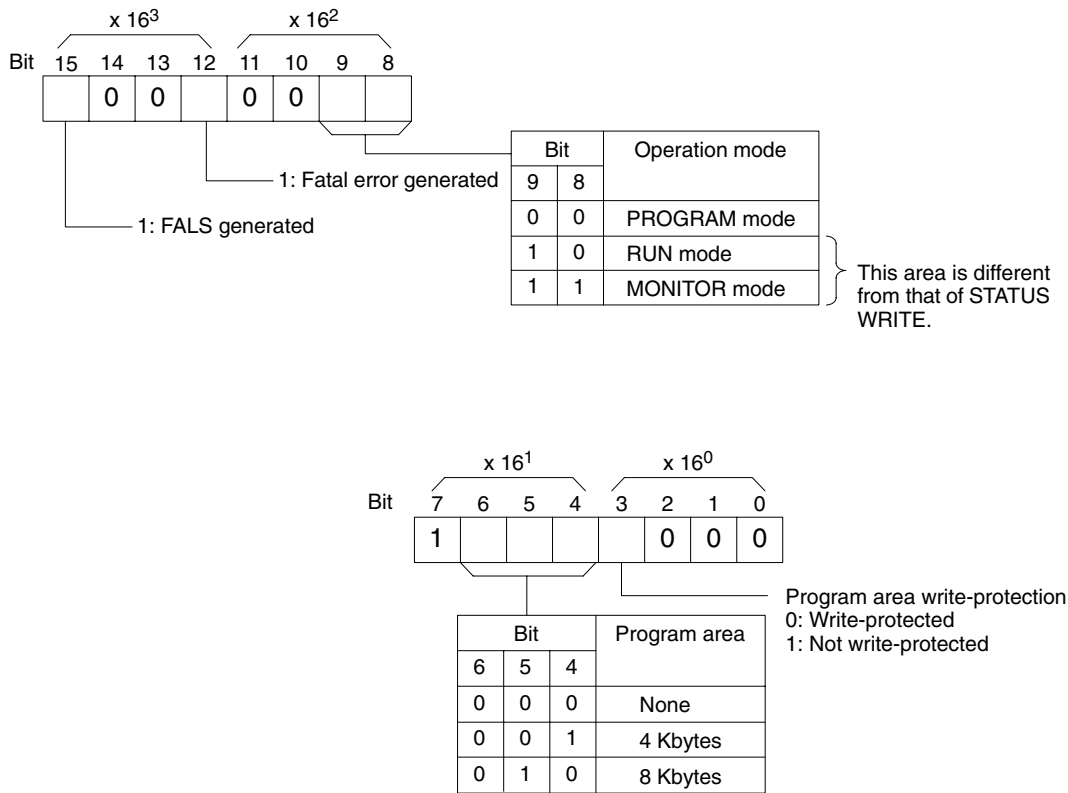 x 16³ x 16²
Bit 15 14 13 12 11 10 9 8
0 0 0 0
Bit Operation mode
9 8
0 0 PROGRAM mode
1 0 RUN mode
1 1 MONITOR mode
1: Fatal error generated
1: FALS generated
This area is different
from that of STATUS
WRITE.
x 16¹ x 16⁰
Bit 7 6 5 4 3 2 1 0
1 0 0 0
Program area write-protection
0: Write-protected
1: Not write-protected
Bit Program area
6 5 4
0 0 0 None
0 0 1 4 Kbytes
0 1 0 8 Kbytes